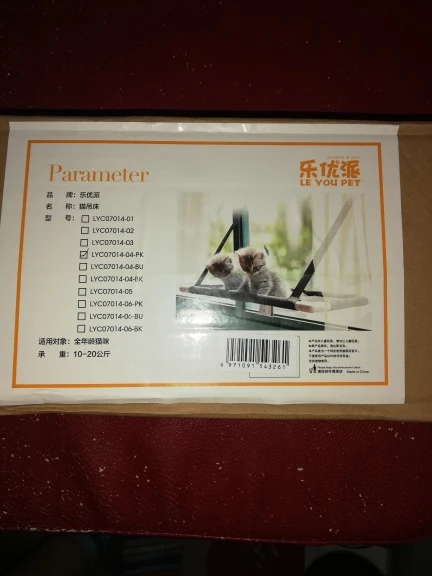 Parameter
乐优派
LE YOU PET
品 牌：乐优派
名 称：猫吊床
型 号：
LYC07014-01
LYC07014-02
LYC07014-03
LYC07014-04-PK
LYC07014-04-BU
LYC07014-04-BK
LYC07014-05
LYC07014-06-PK
LYC07014-06-BU
LYC07014-06-BK
适用对象：全年龄猫咪
承 重：10-20公斤
6 971091 543261
Made in China